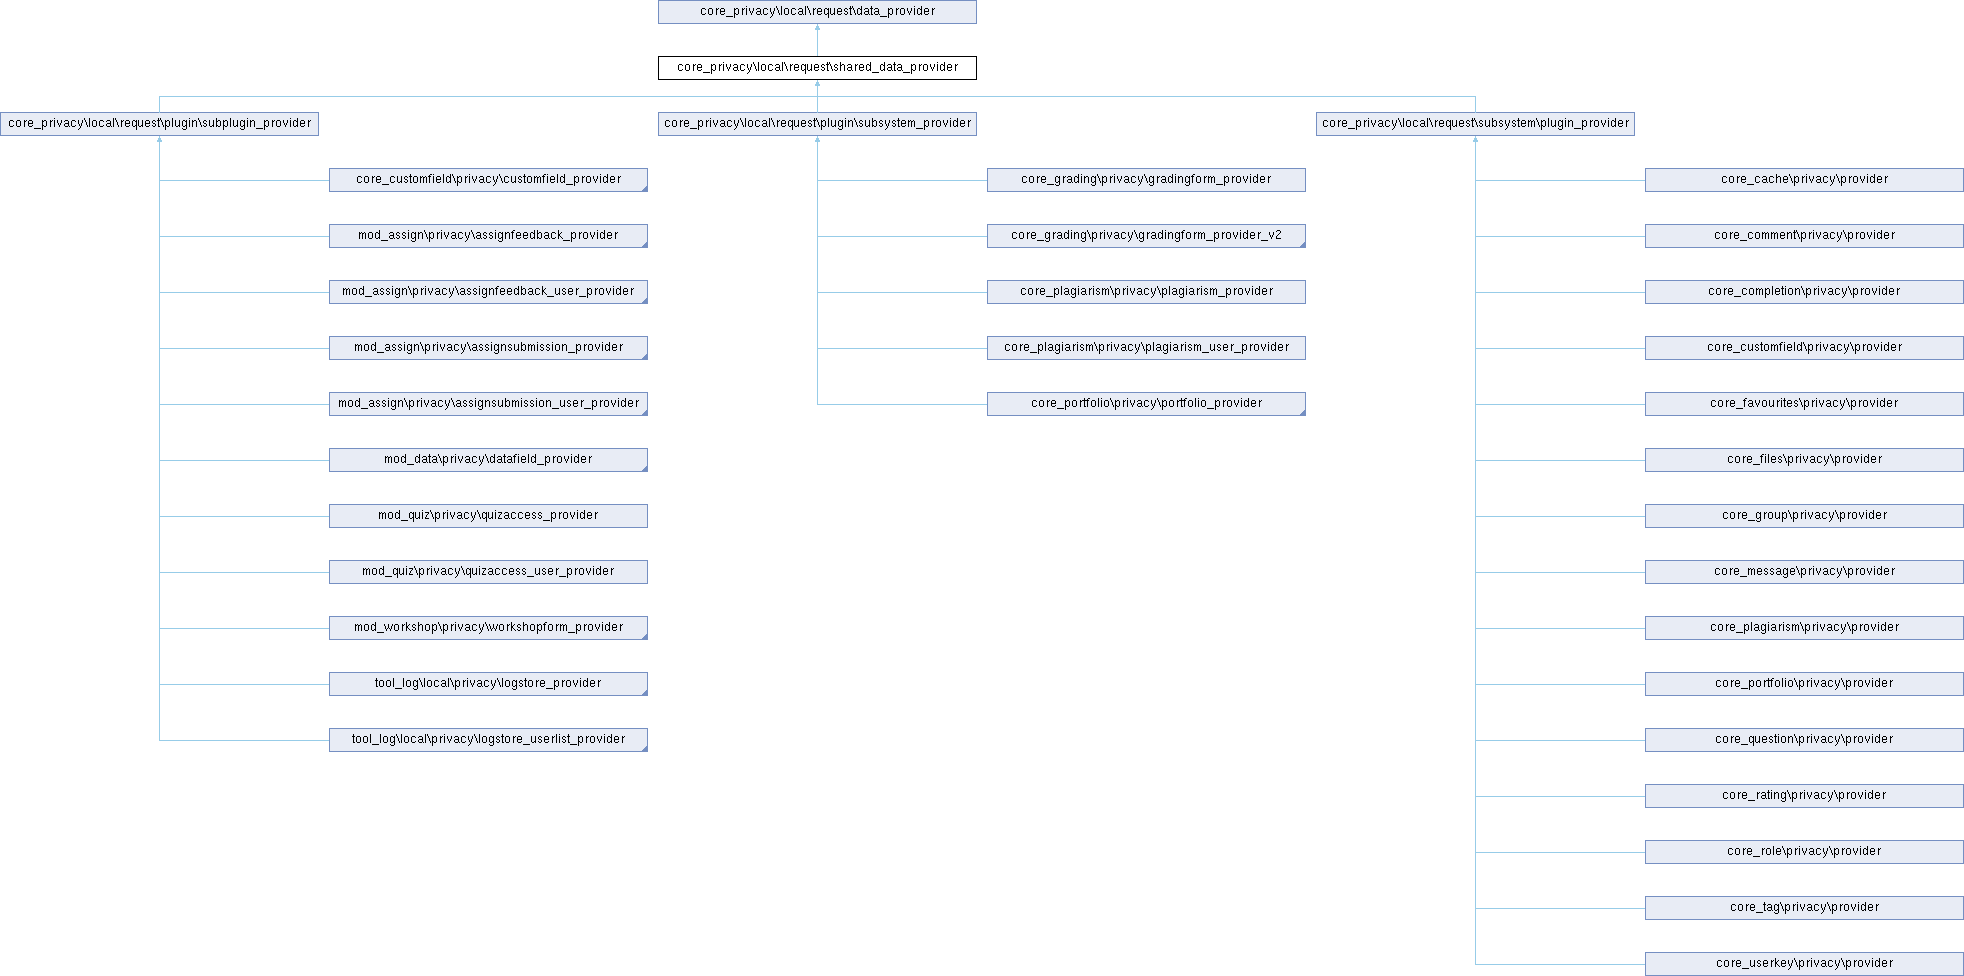 core_privacy\local\request\data_provider
core_privacy\local\request\shared_data_provider
core_privacy\local\request\plugin\subplugin_provider
core_privacy\local\request\plugin\subsystem_provider
core_privacy\local\request\subsystem\plugin_provider
core_customfield\privacy\customfield_provider
mod_assign\privacy\assignfeedback_provider
mod_assign\privacy\assignfeedback_user_provider
mod_assign\privacy\assignsubmission_provider
mod_assign\privacy\assignsubmission_user_provider
mod_data\privacy\datafield_provider
mod_quiz\privacy\quizaccess_provider
mod_quiz\privacy\quizaccess_user_provider
mod_workshop\privacy\workshopform_provider
tool_log\local\privacy\logstore_provider
tool_log\local\privacy\logstore_userlist_provider
core_grading\privacy\gradingform_provider
core_grading\privacy\gradingform_provider_v2
core_plagiarism\privacy\plagiarism_provider
core_plagiarism\privacy\plagiarism_user_provider
core_portfolio\privacy\portfolio_provider
core_cache\privacy\provider
core_comment\privacy\provider
core_completion\privacy\provider
core_customfield\privacy\provider
core_favourites\privacy\provider
core_files\privacy\provider
core_group\privacy\provider
core_message\privacy\provider
core_plagiarism\privacy\provider
core_portfolio\privacy\provider
core_question\privacy\provider
core_rating\privacy\provider
core_role\privacy\provider
core_tag\privacy\provider
core_userkey\privacy\provider